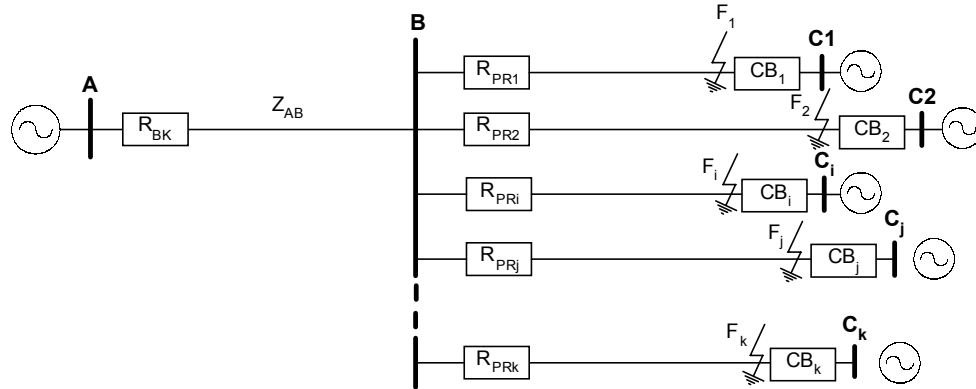 F1
C1
A
B
RPR1
CB1
F2
C2
RBK
ZAB
RPR2
CB2
Fi
Ci
RPRi
CBi
Fj
Cj
RPRj
CBj
Fk
Ck
RPRk
CBk